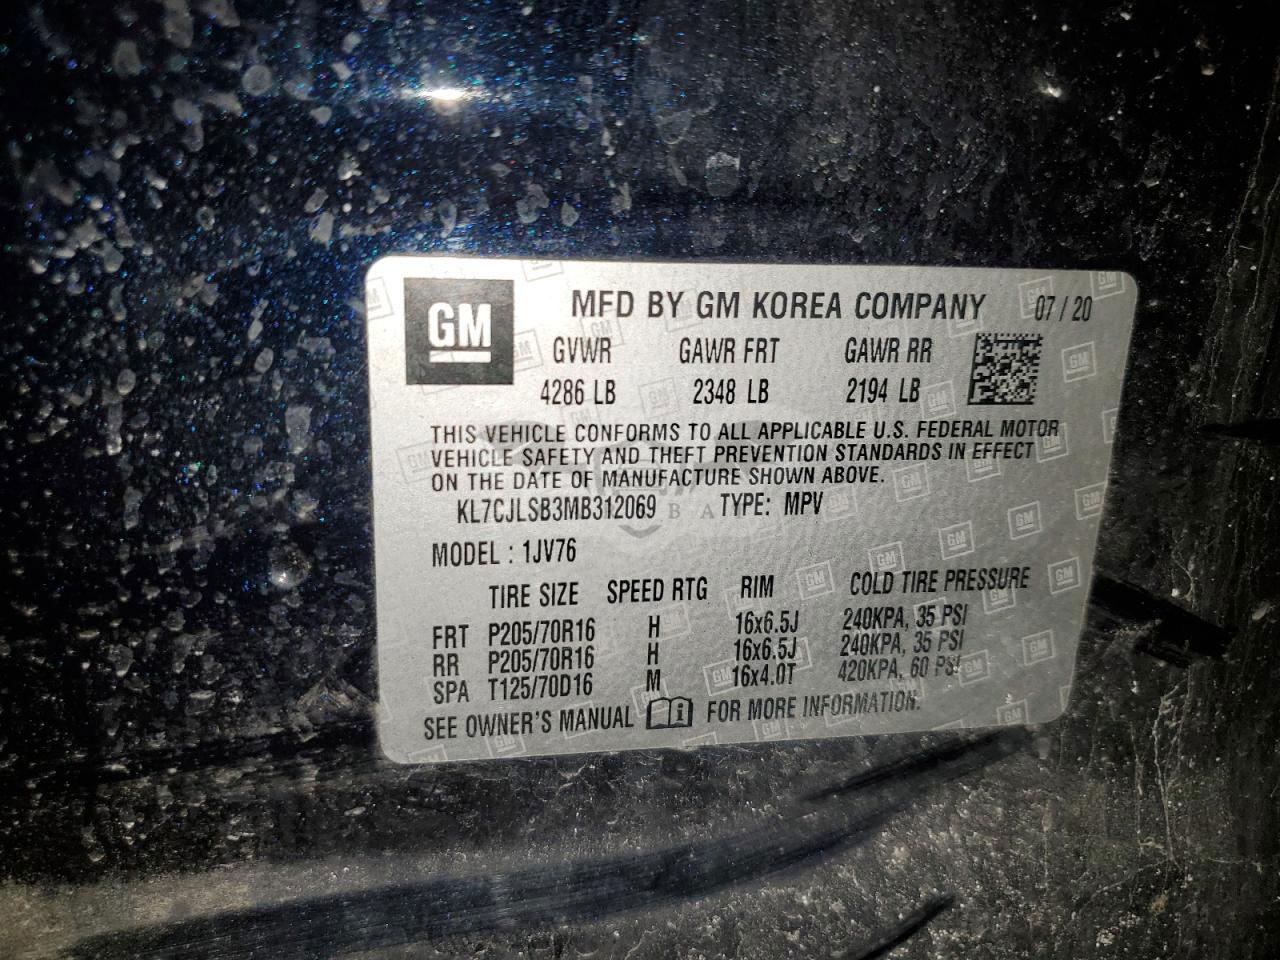 GM MFD BY GM KOREA COMPANY 07 / 20
GVWR GAWR FRT GAWR RR
4286 LB 2348 LB 2194 LB
THIS VEHICLE CONFORMS TO ALL APPLICABLE U.S. FEDERAL MOTOR
VEHICLE SAFETY AND THEFT PREVENTION STANDARDS IN EFFECT
ON THE DATE OF MANUFACTURE SHOWN ABOVE.
KL7CJLSB3MB312069 TYPE: MPV
MODEL : 1JV76
TIRE SIZE SPEED RTG RIM COLD TIRE PRESSURE
FRT P205/70R16 H 16x6.5J 240KPA, 35 PSI
RR P205/70R16 H 16x6.5J 240KPA, 35 PSI
SPA T125/70D16 M 16x4.0T 420KPA, 60 PSI
SEE OWNER'S MANUAL FOR MORE INFORMATION.